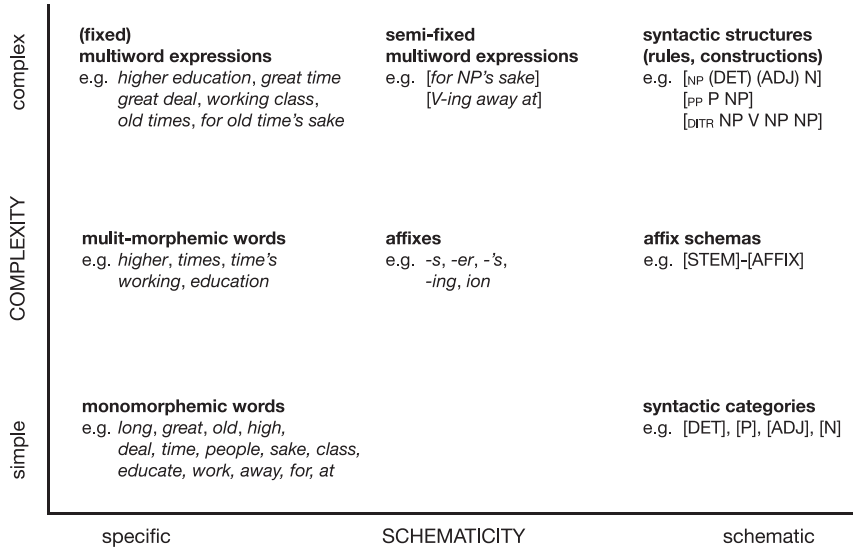 complex
(fixed)
multiword expressions
e.g. higher education, great time
great deal, working class,
old times, for old time's sake
semi-fixed
multiword expressions
e.g. [for NP's sake]
[V-ing away at]
syntactic structures
(rules, constructions)
e.g. [NP (DET) (ADJ) N]
[PP P NP]
[DITR NP V NP NP]
COMPLEXITY
mulit-morphemic words
e.g. higher, times, time's
working, education
affixes
e.g. -s, -er, -'s,
-ing, ion
affix schemas
e.g. [STEM]-[AFFIX]
simple
monomorphemic words
e.g. long, great, old, high,
deal, time, people, sake, class,
educate, work, away, for, at
syntactic categories
e.g. [DET], [P], [ADJ], [N]
specific
SCHEMATICITY
schematic